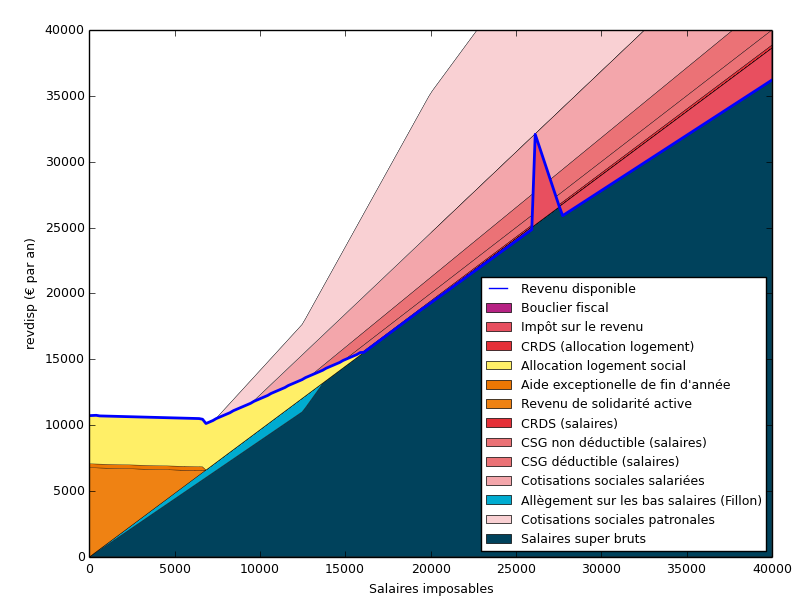 40000
35000
30000
25000
20000
15000
10000
5000
0
revdisp (€ par an)
0 5000 10000 15000 20000 25000 30000 35000 40000
Salaires imposables
Revenu disponible
Bouclier fiscal
Impôt sur le revenu
CRDS (allocation logement)
Allocation logement social
Aide exceptionelle de fin d'année
Revenu de solidarité active
CRDS (salaires)
CSG non déductible (salaires)
CSG déductible (salaires)
Cotisations sociales salariées
Allègement sur les bas salaires (Fillon)
Cotisations sociales patronales
Salaires super bruts